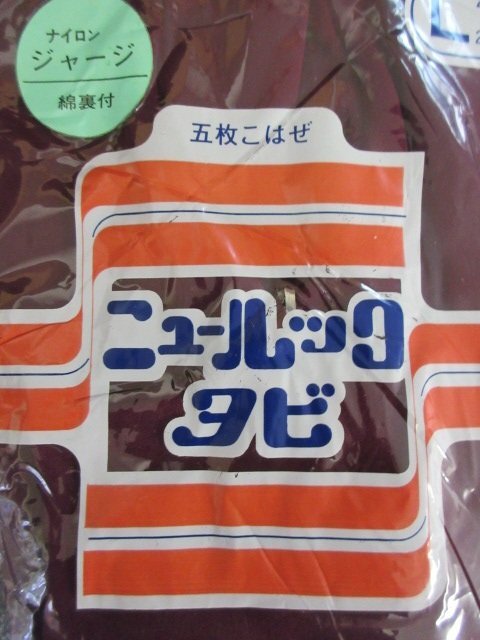 ナイロン
ジャージ
綿裏付
L
五枚こはぜ
ニュールック
タビ